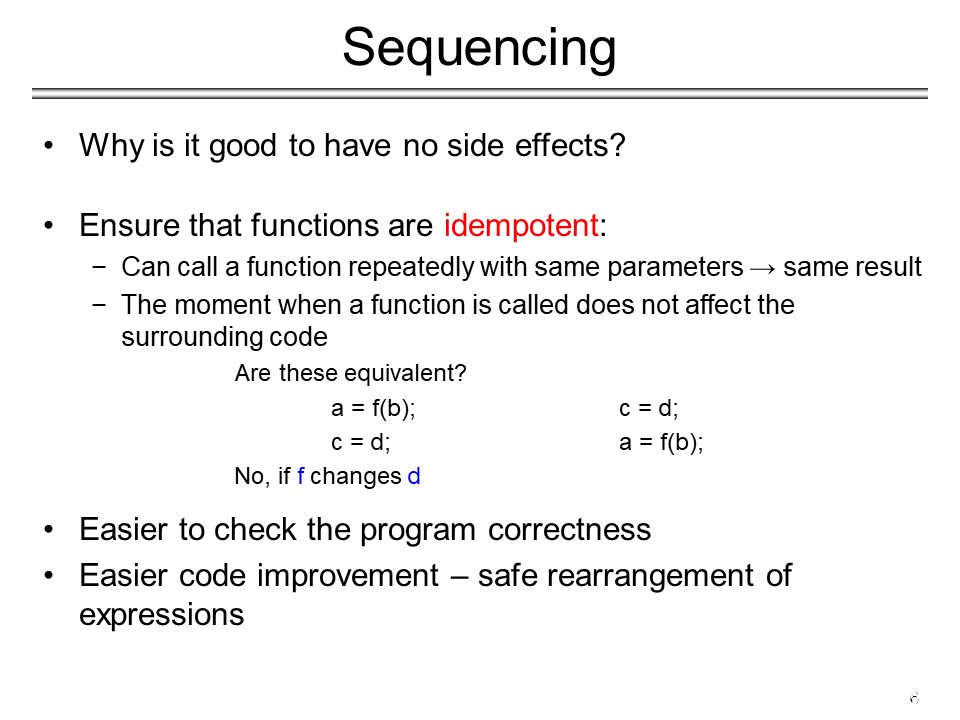 Sequencing
• Why is it good to have no side effects?
• Ensure that functions are idempotent:
– Can call a function repeatedly with same parameters → same result
– The moment when a function is called does not affect the
surrounding code
Are these equivalent?
a = f(b); c = d;
c = d; a = f(b);
No, if f changes d
• Easier to check the program correctness
• Easier code improvement – safe rearrangement of
expressions
6